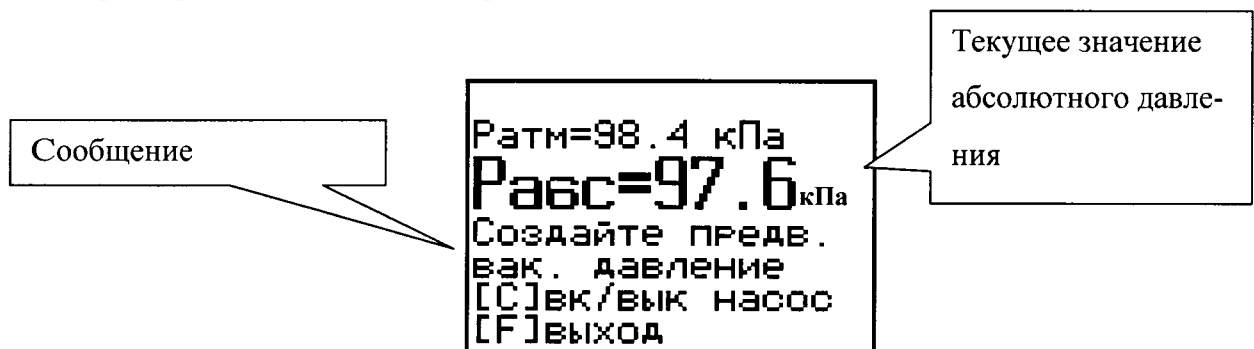 Сообщение
Ратм=98.4 кПа
Рабс=97.6кПа
Создайте предв.
вак. давление
[C]вк/вык насос
[F]выход
Текущее значение
абсолютного давле-
ния